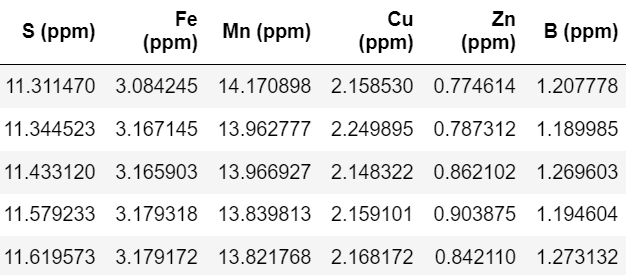 S (ppm) Fe (ppm) Mn (ppm) Cu (ppm) Zn (ppm) B (ppm)
11.311470 3.084245 14.170898 2.158530 0.774614 1.207778
11.344523 3.167145 13.962777 2.249895 0.787312 1.189985
11.433120 3.165903 13.966927 2.148322 0.862102 1.269603
11.579233 3.179318 13.839813 2.159101 0.903875 1.194604
11.619573 3.179172 13.821768 2.168172 0.842110 1.273132